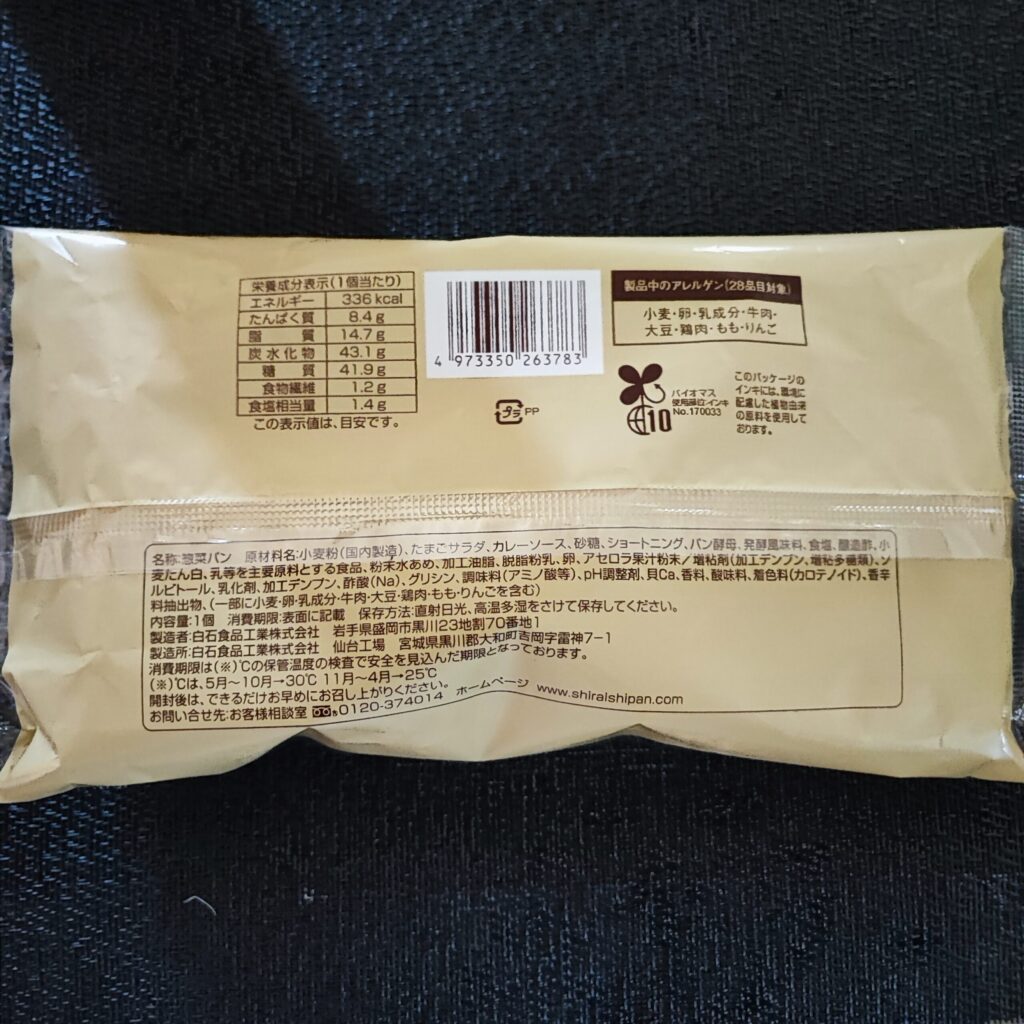 栄養成分表示(1個当たり)
エネルギー 336 kcal
たんぱく質 8.4 g
脂質 14.7 g
炭水化物 43.1 g
糖質 41.9 g
食物繊維 1.2 g
食塩相当量 1.4 g
この表示値は、目安です。
4 973350 263783
プラ PP
製品中のアレルゲン(28品目対象)
小麦・卵・乳成分・牛肉・
大豆・鶏肉・もも・りんご
バイオマス
使用部位:インキ
No.170033
10
このパッケージの
インキには、環境に
配慮した植物由来
の原料を使用して
おります。
名称:惣菜パン 原材料名:小麦粉(国内製造)、たまごサラダ、カレーソース、砂糖、ショートニング、パン酵母、発酵風味料、食塩、醸造酢、小
麦たん白、乳等を主要原料とする食品、粉末水あめ、加工油脂、脱脂粉乳、卵、アセロラ果汁粉末/増粘剤(加工デンプン、増粘多糖類)、ソ
ルビトール、乳化剤、加工デンプン、酢酸(Na)、グリシン、調味料(アミノ酸等)、pH調整剤、貝Ca、香料、酸味料、着色料(カロテノイド)、香辛
料抽出物、(一部に小麦・卵・乳成分・牛肉・大豆・鶏肉・もも・りんごを含む)
内容量:1個 消費期限:表面に記載 保存方法:直射日光、高温多湿をさけて保存してください。
製造者:白石食品工業株式会社 岩手県盛岡市黒川23地割70番地1
製造所:白石食品工業株式会社 仙台工場 宮城県黒川郡大和町吉岡字雷神7-1
消費期限は(※)℃の保管温度の検査で安全を見込んだ期限となっております。
(※)℃は、5月~10月→30℃ 11月~4月→25℃
開封後は、できるだけお早めにお召し上がりください。
お問い合せ先:お客様相談室 0120-374014 ホームページ www.shiraishipan.com